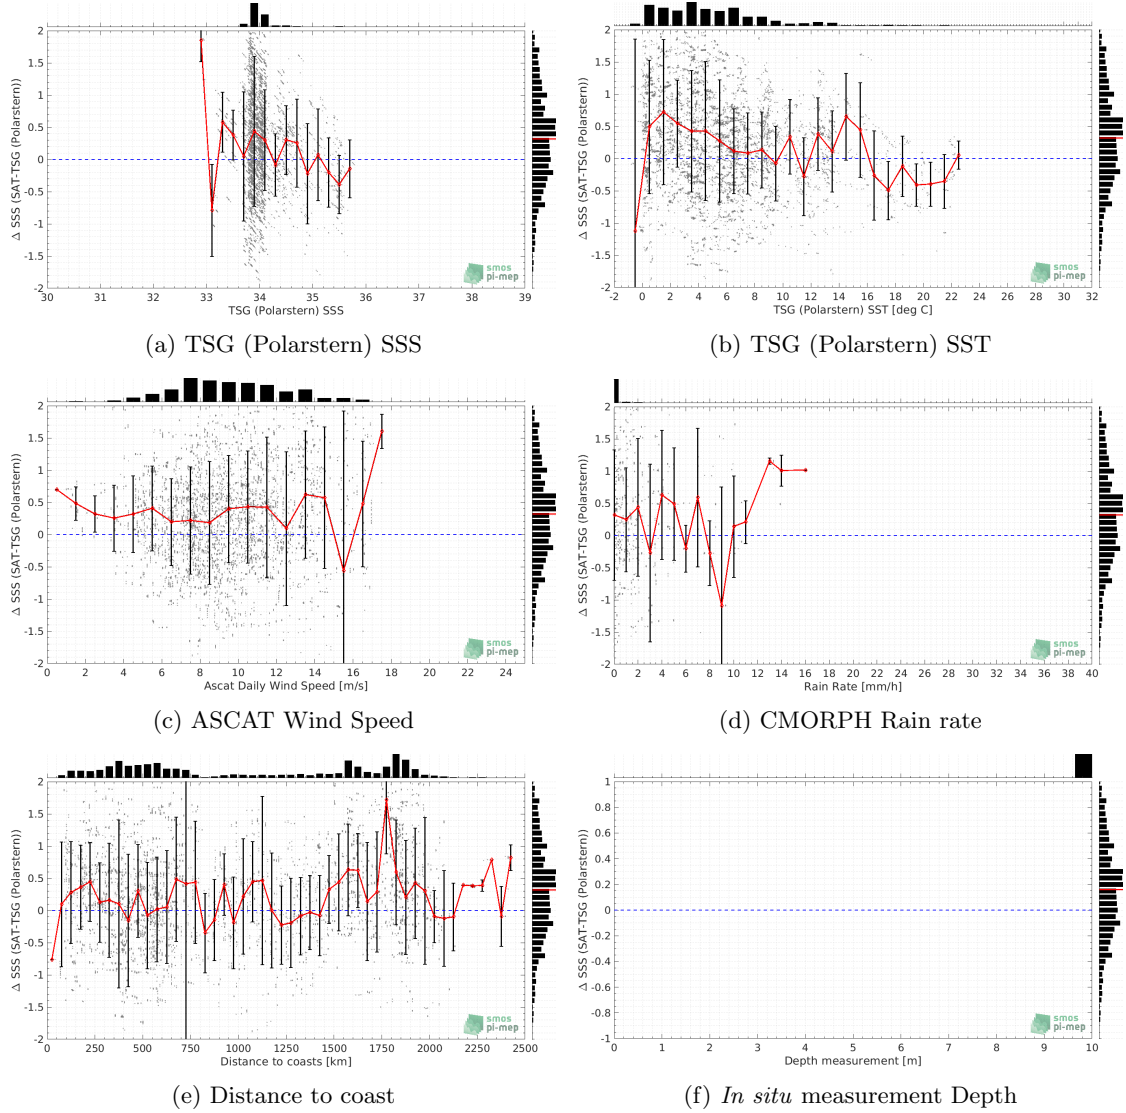 2
1.5
1
0.5
0
-0.5
-1
-1.5
-2
Δ SSS (SAT-TSG (Polarstern))
smos
pi-mep
30 31 32 33 34 35 36 37 38 39
TSG (Polarstern) SSS
(a) TSG (Polarstern) SSS
2
1.5
1
0.5
0
-0.5
-1
-1.5
-2
Δ SSS (SAT-TSG (Polarstern))
smos
pi-mep
-2 0 2 4 6 8 10 12 14 16 18 20 22 24 26 28 30 32
TSG (Polarstern) SST [deg C]
(b) TSG (Polarstern) SST
2
1.5
1
0.5
0
-0.5
-1
-1.5
-2
Δ SSS (SAT-TSG (Polarstern))
smos
pi-mep
2 4 6 8 10 12 14 16 18 20 22 24
Ascat Daily Wind Speed [m/s]
(c) ASCAT Wind Speed
2
1.5
1
0.5
0
-0.5
-1
-1.5
-2
Δ SSS (SAT-TSG (Polarstern))
smos
pi-mep
0 2 4 6 8 10 12 14 16 18 20 22 24 26 28 30 32 34 36 38 40
Rain Rate [mm/h]
(d) CMORPH Rain rate
2
1.5
1
0.5
0
-0.5
-1
-1.5
-2
Δ SSS (SAT-TSG (Polarstern))
smos
pi-mep
0 250 500 750 1000 1250 1500 1750 2000 2250 2500
Distance to coasts [km]
(e) Distance to coast
1
0.8
0.6
0.4
0.2
0
-0.2
-0.4
-0.6
-0.8
-1
Δ SSS (SAT-TSG (Polarstern))
smos
pi-mep
0 1 2 3 4 5 6 7 8 9 10
Depth measurement [m]
(f) In situ measurement Depth